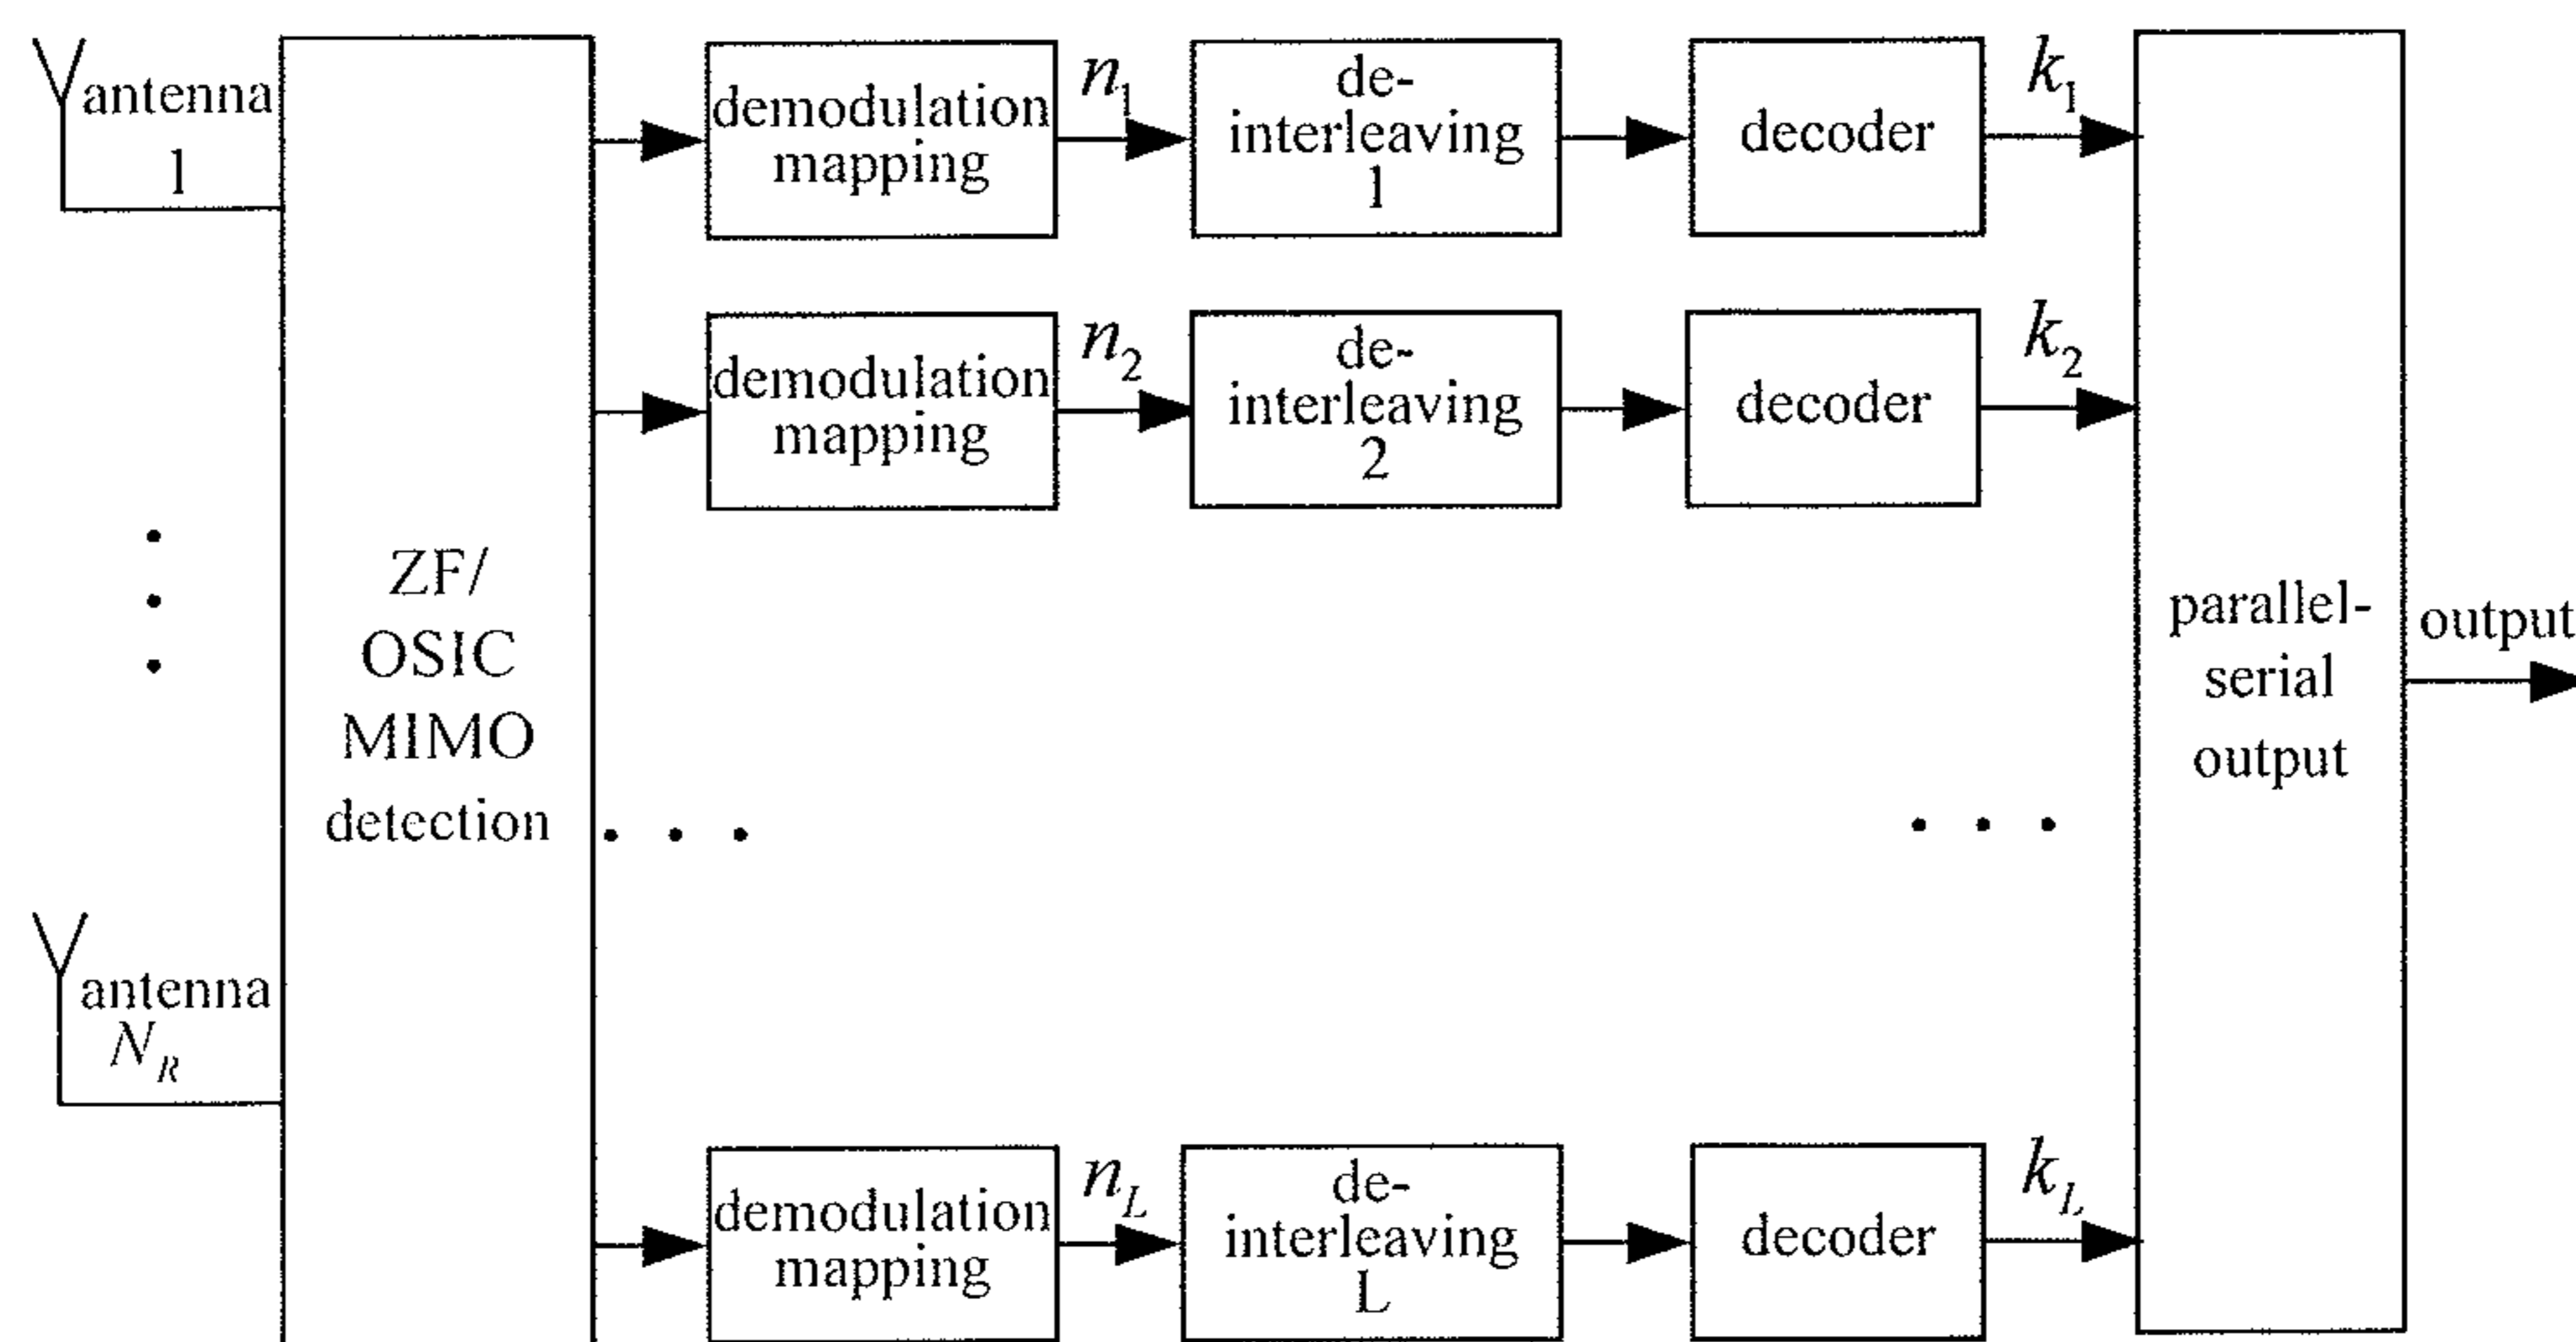 antenna
1
ZF/
OSIC
MIMO
detection
antenna
N_R
demodulation
mapping
n_1
de-
interleaving
1
decoder
k_1
demodulation
mapping
n_2
de-
interleaving
2
decoder
k_2
. . .
. . .
demodulation
mapping
n_L
de-
interleaving
L
decoder
k_L
parallel-
serial
output
output